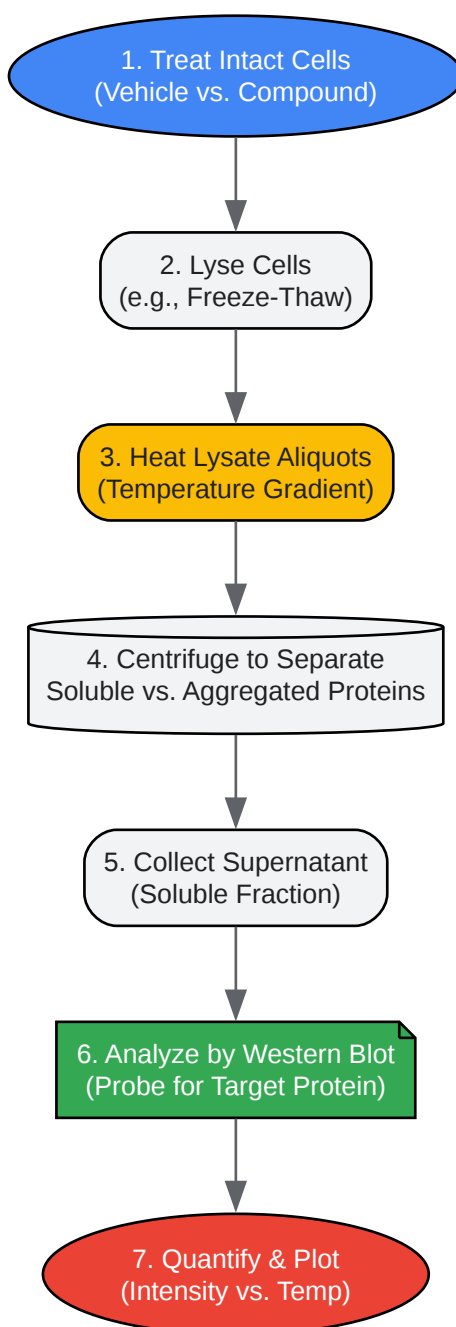 1. Treat Intact Cells
(Vehicle vs. Compound)
2. Lyse Cells
(e.g., Freeze-Thaw)
3. Heat Lysate Aliquots
(Temperature Gradient)
4. Centrifuge to Separate
Soluble vs. Aggregated Proteins
5. Collect Supernatant
(Soluble Fraction)
6. Analyze by Western Blot
(Probe for Target Protein)
7. Quantify & Plot
(Intensity vs. Temp)